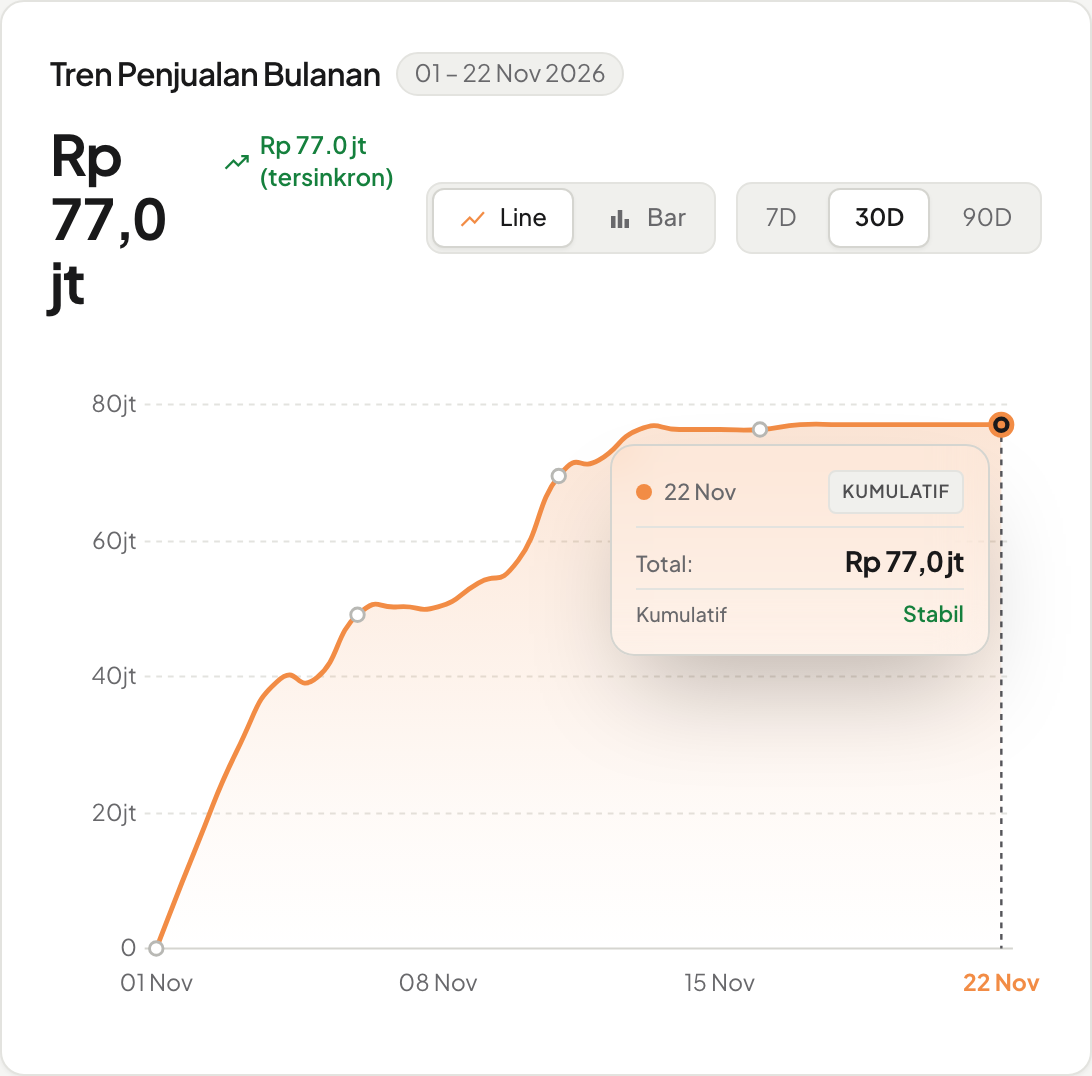 Tren Penjualan Bulanan 01 – 22 Nov 2026
Rp
77,0
jt
Rp 77.0 jt
(tersinkron)
Line Bar 7D 30D 90D
80jt
60jt
40jt
20jt
0
22 Nov KUMULATIF
Total: Rp 77,0 jt
Kumulatif Stabil
01 Nov 08 Nov 15 Nov 22 Nov